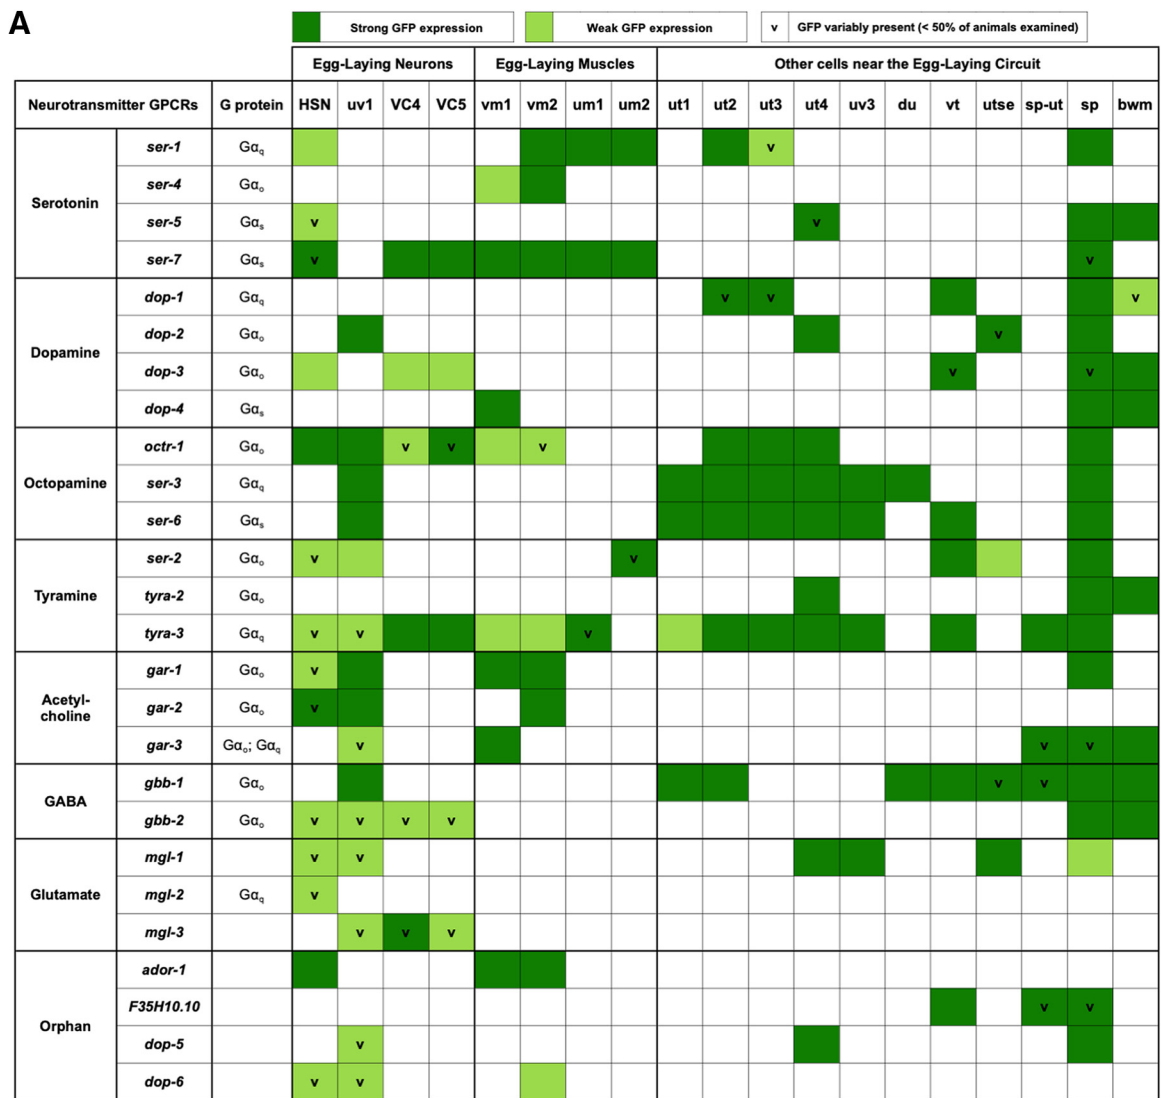 A
Strong GFP expression
Weak GFP expression
v GFP variably present (< 50% of animals examined)
Egg-Laying Neurons Egg-Laying Muscles Other cells near the Egg-Laying Circuit
Neurotransmitter GPCRs G protein HSN uv1 VC4 VC5 vm1 vm2 um1 um2 ut1 ut2 ut3 ut4 uv3 du vt utse sp-ut sp bwm
Serotonin
ser-1 Gαq v
ser-4 Gαo
ser-5 Gαs v v
ser-7 Gαs v v
Dopamine
dop-1 Gαq v v v
dop-2 Gαo v
dop-3 Gαo v v
dop-4 Gαs
Octopamine
octr-1 Gαo v v v
ser-3 Gαq
ser-6 Gαs
Tyramine
ser-2 Gαo v v
tyra-2 Gαo
tyra-3 Gαq v v v
Acetyl-
choline
gar-1 Gαo v
gar-2 Gαo v
gar-3 Gαo; Gαq v v v
GABA
gbb-1 Gαo v v
gbb-2 Gαo v v v v
Glutamate
mgl-1 v v
mgl-2 Gαq v
mgl-3 v v v
Orphan
ador-1
F35H10.10 v v
dop-5 v
dop-6 v v